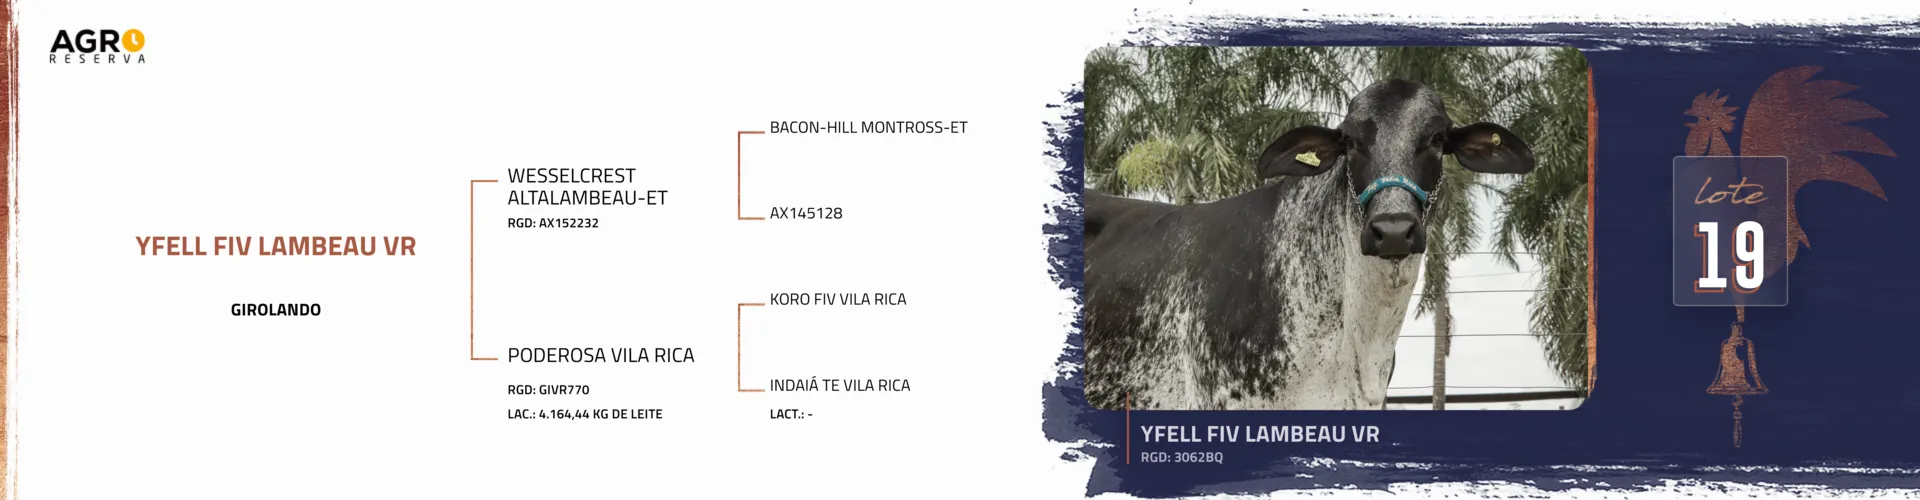 AGRO
RESERVA
YFELL FIV LAMBEAU VR
GIROLANDO
WESSELCREST
ALTALAMBEAU-ET
RGD: AX152232
PODEROSA VILA RICA
RGD: GIVR770
LAC.: 4.164,44 KG DE LEITE
BACON-HILL MONTROSS-ET
AX145128
KORO FIV VILA RICA
INDAIÁ TE VILA RICA
LACT.: -
lote
19
YFELL FIV LAMBEAU VR
RGD: 3062BQ